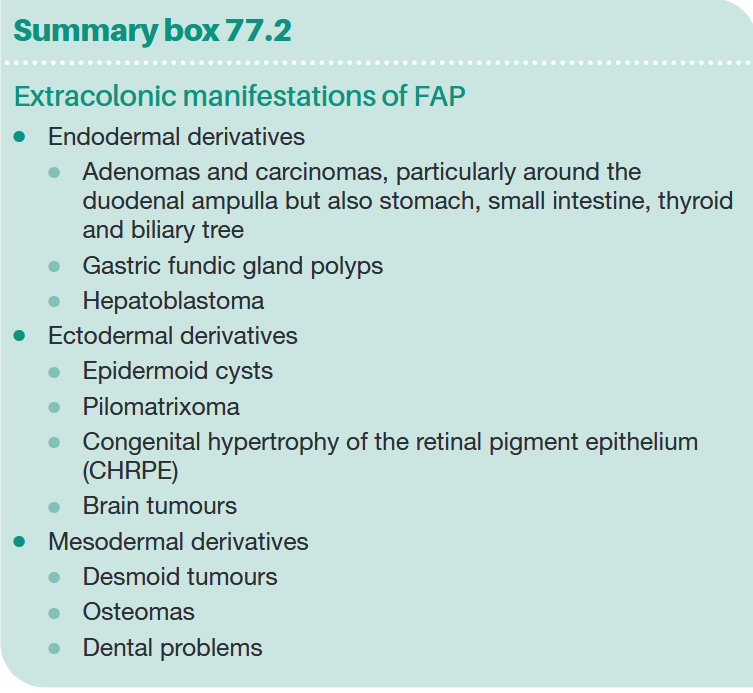 Summary box 77.2
Extracolonic manifestations of FAP
• Endodermal derivatives
• Adenomas and carcinomas, particularly around the
duodenal ampulla but also stomach, small intestine, thyroid
and biliary tree
• Gastric fundic gland polyps
• Hepatoblastoma
• Ectodermal derivatives
• Epidermoid cysts
• Pilomatrixoma
• Congenital hypertrophy of the retinal pigment epithelium
(CHRPE)
• Brain tumours
• Mesodermal derivatives
• Desmoid tumours
• Osteomas
• Dental problems